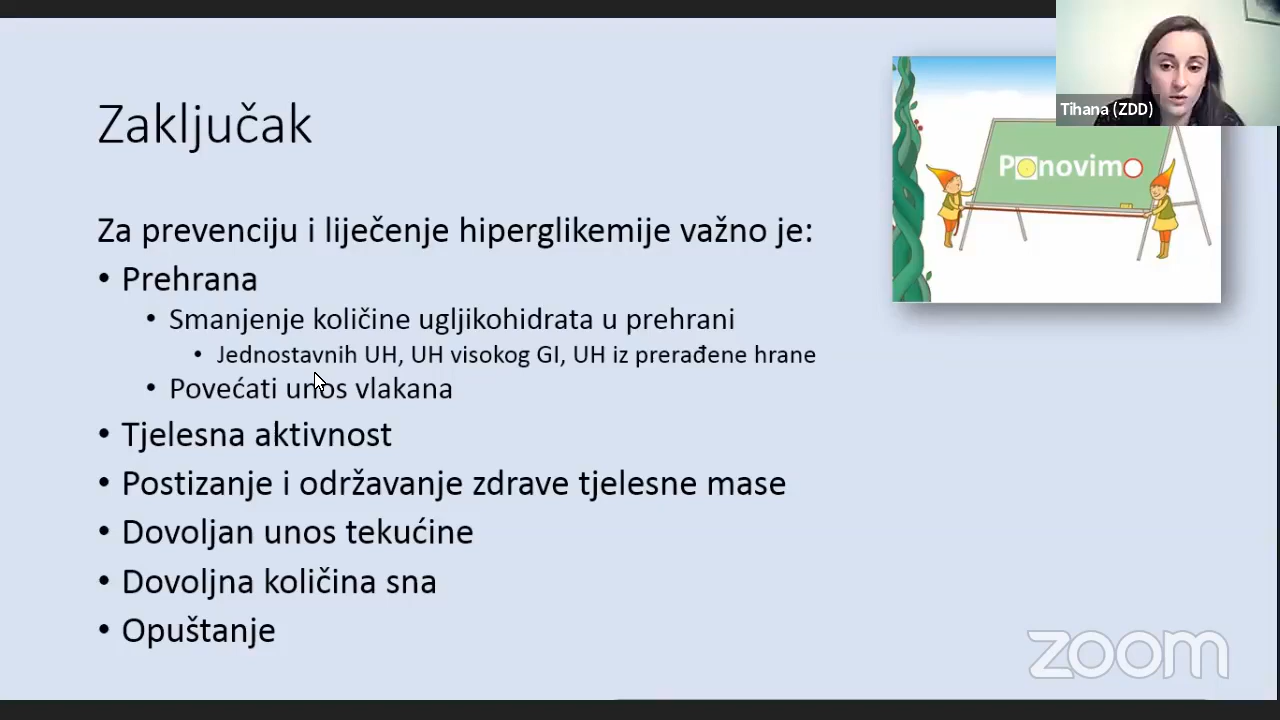 Zaključak
Za prevenciju i liječenje hiperglikemije važno je:
• Prehrana
• Smanjenje količine ugljikohidrata u prehrani
• Jednostavnih UH, UH visokog GI, UH iz prerađene hrane
• Povećati unos vlakana
• Tjelesna aktivnost
• Postizanje i održavanje zdrave tjelesne mase
• Dovoljan unos tekućine
• Dovoljna količina sna
• Opuštanje
Ponovimo
Tihana (ZDD)
zoom